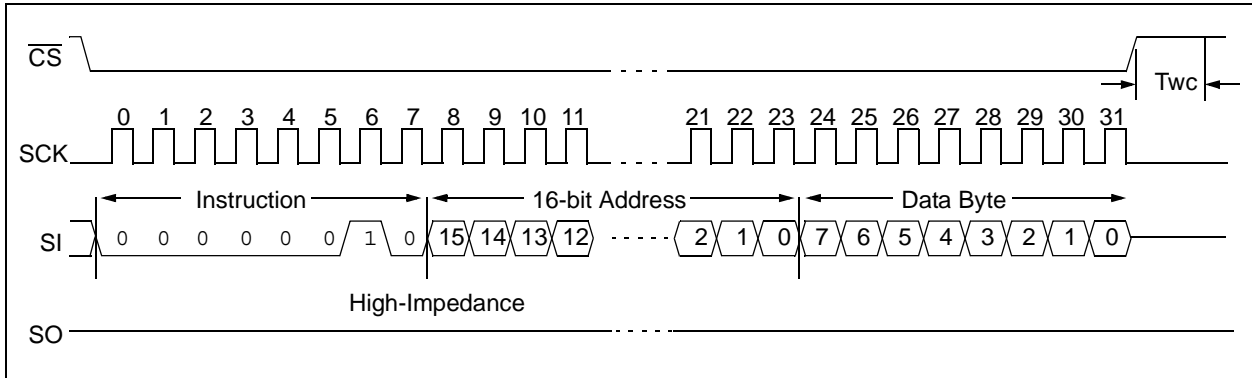 CS
Twc
0 1 2 3 4 5 6 7 8 9 10 11 21 22 23 24 25 26 27 28 29 30 31
SCK
Instruction 16-bit Address Data Byte
SI 0 0 0 0 0 0 1 0 15 14 13 12 2 1 0 7 6 5 4 3 2 1 0
High-Impedance
SO